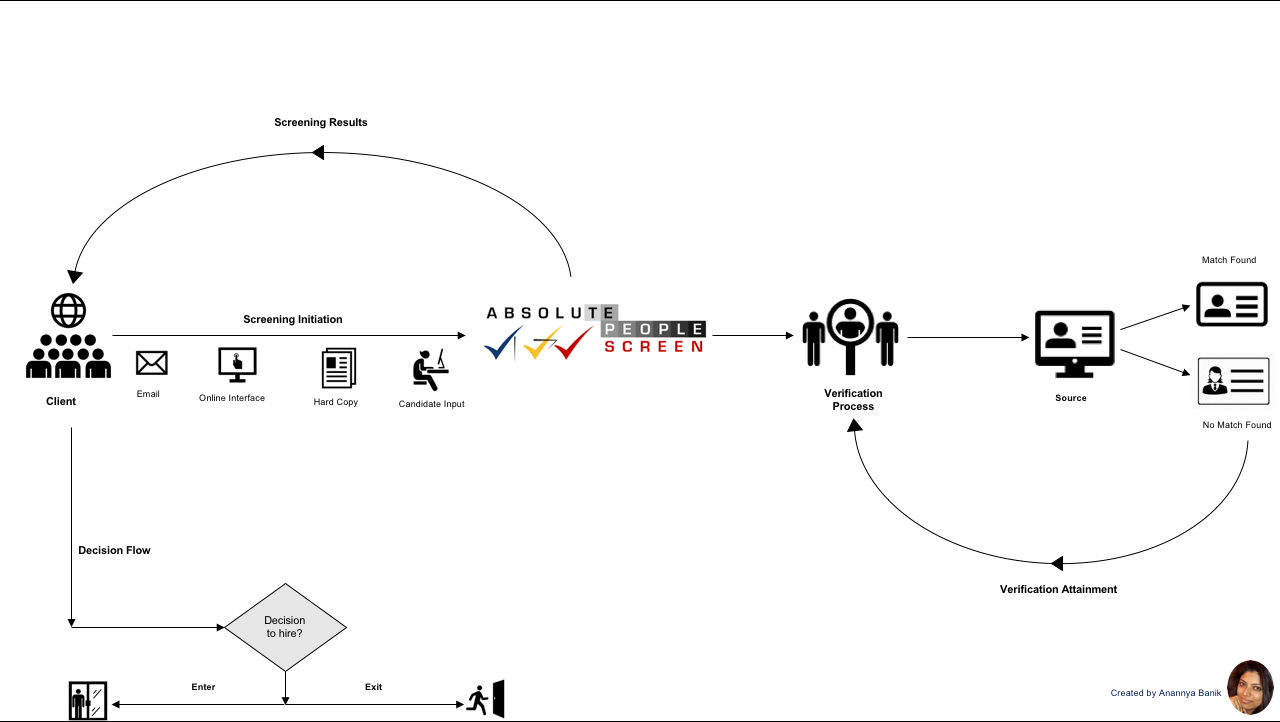 Screening Results
Match Found
ABSOLUTE
Screening Initiation
PEOPLE
SCREEN
Email
Online Interface
Hard Copy
Candidate Input
Client
Verification
Process
Source
No Match Found
Decision Flow
Verification Attainment
Decision
to hire?
Enter
Exit
Created by Anannya Banik